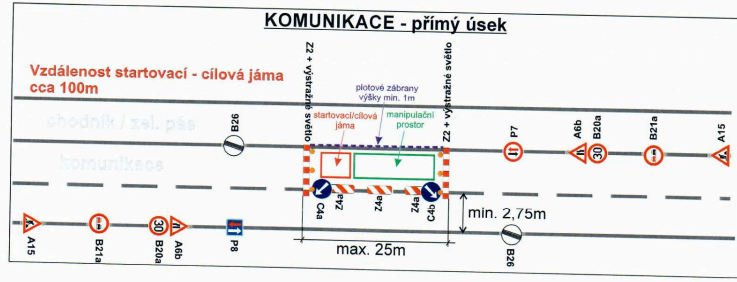 KOMUNIKACE - přímý úsek
Vzdálenost startovací - cílová jáma
cca 100m
Z2 + výstražné světlo
Z2 + výstražné světlo
plotové zábrany
výšky min. 1m
startovací/cílová
jáma
manipulační
prostor
chodník / zel. pás
komunikace
B26
P7
A6b
B20a
B21a
A15
30
C4a
Z4a
Z4a
Z4a
C4b
min. 2,75m
max. 25m
A15
B21a
B20a
A6b
P8
B26
30